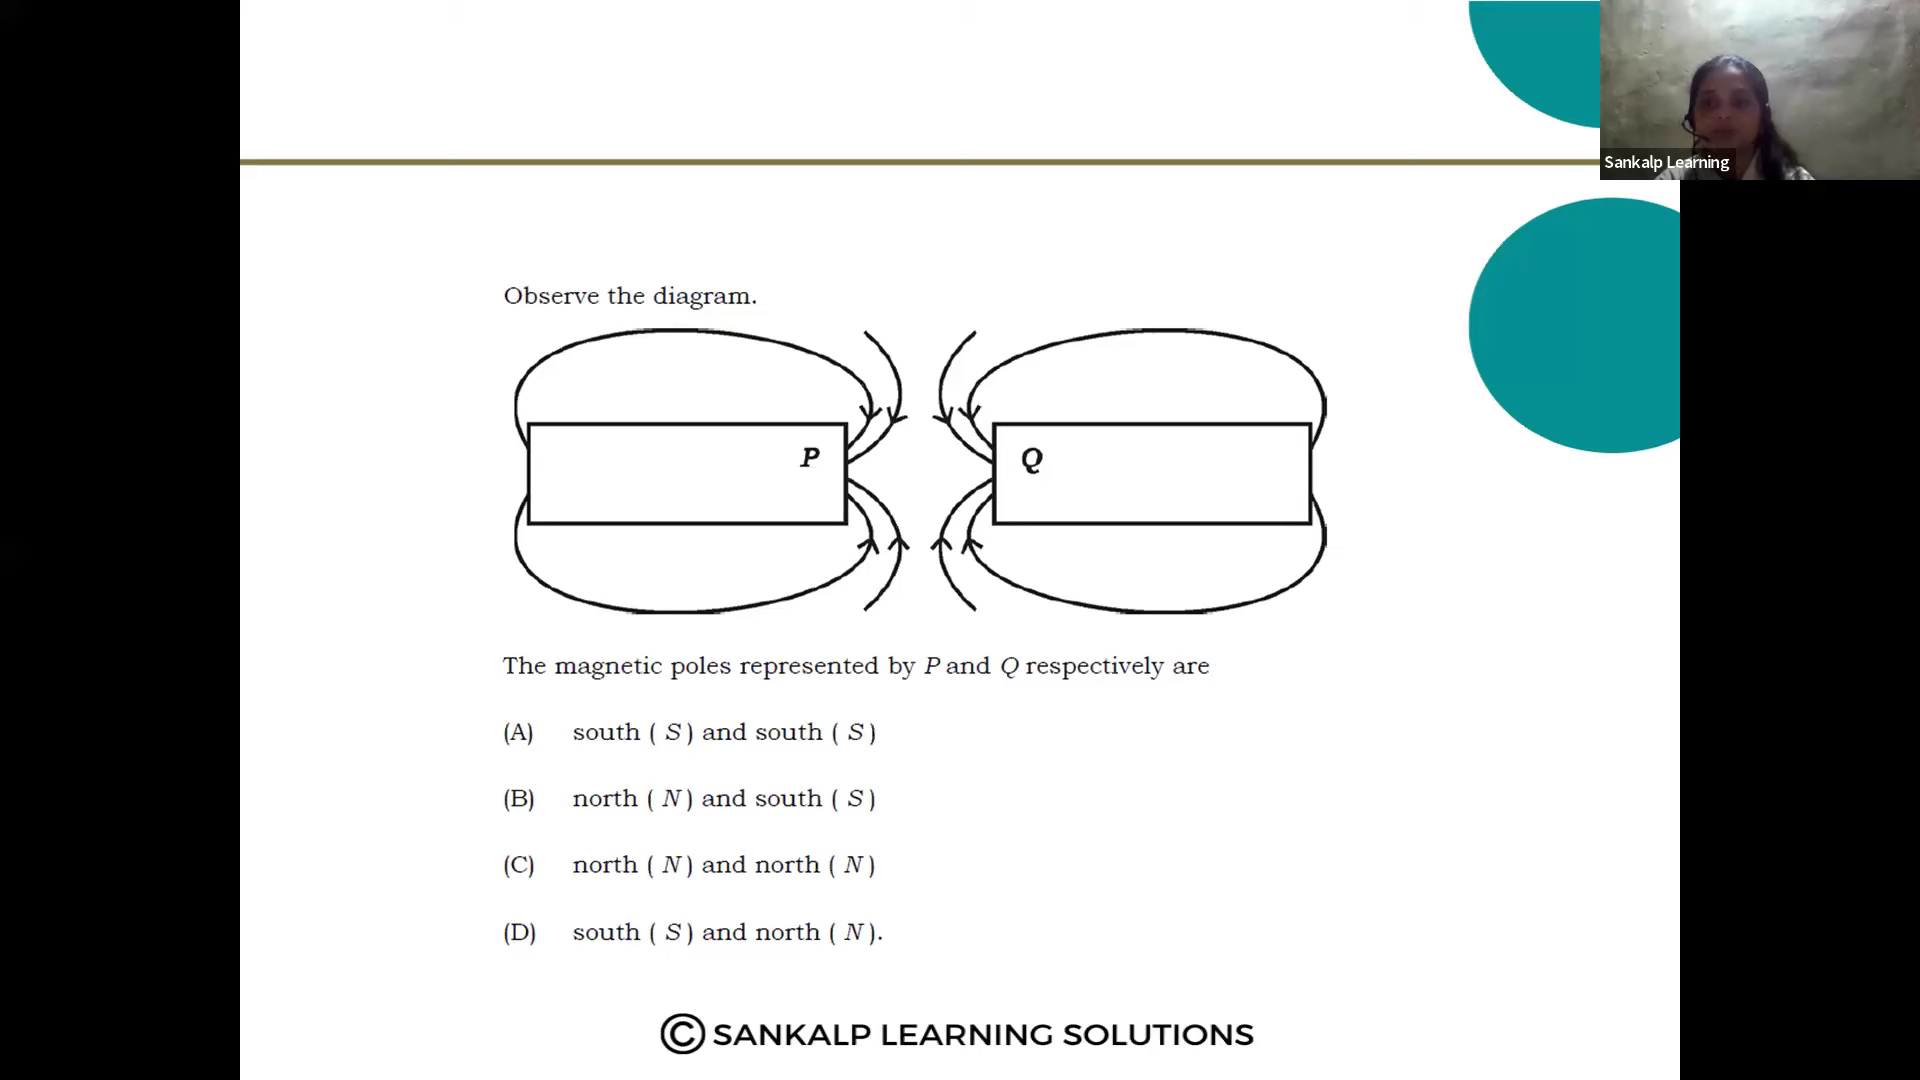 Sankalp Learning
Observe the diagram.
P
Q
The magnetic poles represented by P and Q respectively are
(A) south ( S ) and south ( S )
(B) north ( N ) and south ( S )
(C) north ( N ) and north ( N )
(D) south ( S ) and north ( N ).
© SANKALP LEARNING SOLUTIONS